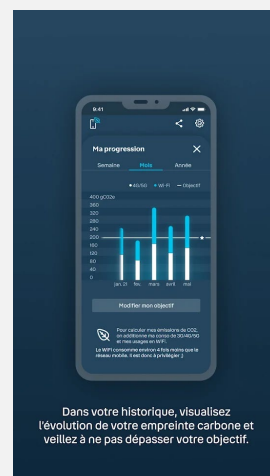 9:41
Ma progression
Semaine Mois Année
4G/5G Wi-Fi Objectif
400 gCO2e
360
320
280
240
200
160
120
80
40
0
jan. 21 fév. mars avril mai
Modifier mon objectif
Pour calculer mes émissions de CO2,
on additionne ma conso de 3G/4G/5G
et mes usages en WiFi.
Le WiFi consomme environ 4 fois moins que le
réseau mobile, il est donc à privilégier ;)
Dans votre historique, visualisez
l'évolution de votre empreinte carbone et
veillez à ne pas dépasser votre objectif.